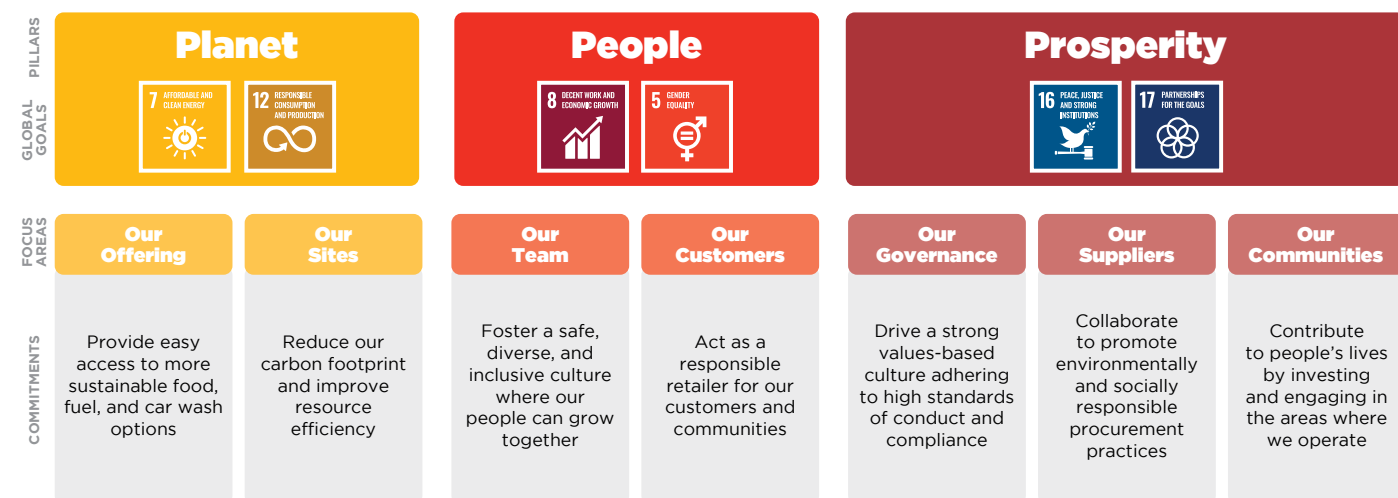 PILLARS
Planet
People
Prosperity
GLOBAL
GOALS
7 AFFORDABLE AND
CLEAN ENERGY
12 RESPONSIBLE
CONSUMPTION
AND PRODUCTION
8 DECENT WORK AND
ECONOMIC GROWTH
5 GENDER
EQUALITY
16 PEACE, JUSTICE
AND STRONG
INSTITUTIONS
17 PARTNERSHIPS
FOR THE GOALS
FOCUS
AREAS
Our
Offering
Our
Sites
Our
Team
Our
Customers
Our
Governance
Our
Suppliers
Our
Communities
COMMITMENTS
Provide easy
access to more
sustainable food,
fuel, and car wash
options
Reduce our
carbon footprint
and improve
resource
efficiency
Foster a safe,
diverse, and
inclusive culture
where our
people can grow
together
Act as a
responsible
retailer for our
customers and
communities
Drive a strong
values-based
culture adhering
to high standards
of conduct and
compliance
Collaborate
to promote
environmentally
and socially
responsible
procurement
practices
Contribute
to people’s lives
by investing
and engaging in
the areas where
we operate